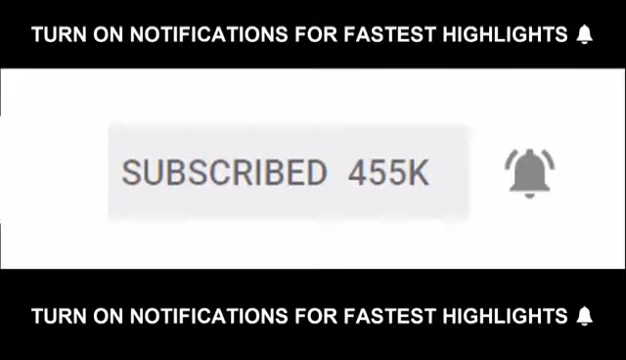 TURN ON NOTIFICATIONS FOR FASTEST HIGHLIGHTS
SUBSCRIBED 455K
TURN ON NOTIFICATIONS FOR FASTEST HIGHLIGHTS